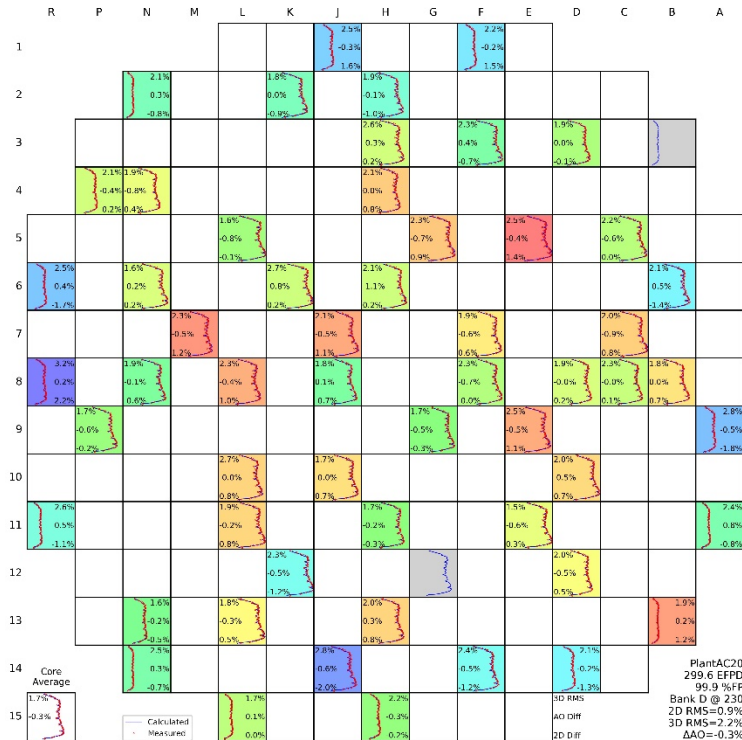 R P N M L K J H G F E D C B A
1
2.5% 2.2%
-0.3% -0.2%
1.6% 1.5%
2
2.1% 1.8% 1.9%
0.3% 0.0% -0.1%
-0.8% -0.9% -1.0%
3
2.6% 2.3% 1.9%
0.3% 0.4% 0.0%
0.2% -0.7% -0.1%
4
2.1% 1.9% 2.1%
-0.4% -0.8% 0.0%
0.2% 0.4% 0.8%
5
1.6% 2.3% 2.5% 2.2%
-0.8% -0.7% -0.4% -0.6%
-0.1% 0.9% 1.4% 0.0%
6
2.5% 1.6% 2.7% 2.1% 2.1%
0.4% 0.2% 0.8% 1.1% 0.5%
-1.7% 0.2% 0.2% 0.2% -1.4%
7
2.3% 2.1% 1.9% 2.0%
-0.5% -0.5% -0.6% -0.9%
1.2% 1.1% 0.6% 0.8%
8
3.2% 1.9% 2.3% 1.8% 2.3% 1.9% 2.3% 1.8%
0.2% -0.1% -0.4% 0.1% -0.7% -0.0% -0.0% 0.0%
2.2% 0.6% 1.0% 0.7% 0.0% 0.2% 0.1% 0.7%
9
1.7% 1.7% 2.5% 2.8%
-0.6% -0.5% -0.5% -0.5%
-0.2% -0.3% 1.1% -1.8%
10
2.7% 1.7% 2.0%
0.0% 0.0% 0.5%
0.8% 0.7% 0.7%
11
2.6% 1.9% 1.7% 1.5% 2.4%
0.5% -0.2% -0.2% -0.6% 0.8%
-1.1% 0.8% -0.3% 0.3% -0.8%
12
2.3% 2.0%
-0.5% -0.5%
-1.2% 0.5%
13
1.6% 1.8% 2.0% 1.9%
-0.2% -0.3% 0.3% 0.2%
-0.5% 0.5% 0.8% 1.2%
14
2.5% 2.8% 2.4% 2.1%
0.3% -0.6% -0.5% -0.2%
-0.7% -2.0% -1.2% -1.3%
Core
Average
1.7%
-0.3%
15
Calculated
Measured
1.7% 2.2%
0.1% -0.3%
0.0% 0.2%
3D RMS
AO Diff
2D Diff
PlantAC20
299.6 EFPD
99.9 %FP
Bank D @ 230
2D RMS=0.9%
3D RMS=2.2%
ΔAO=-0.3%